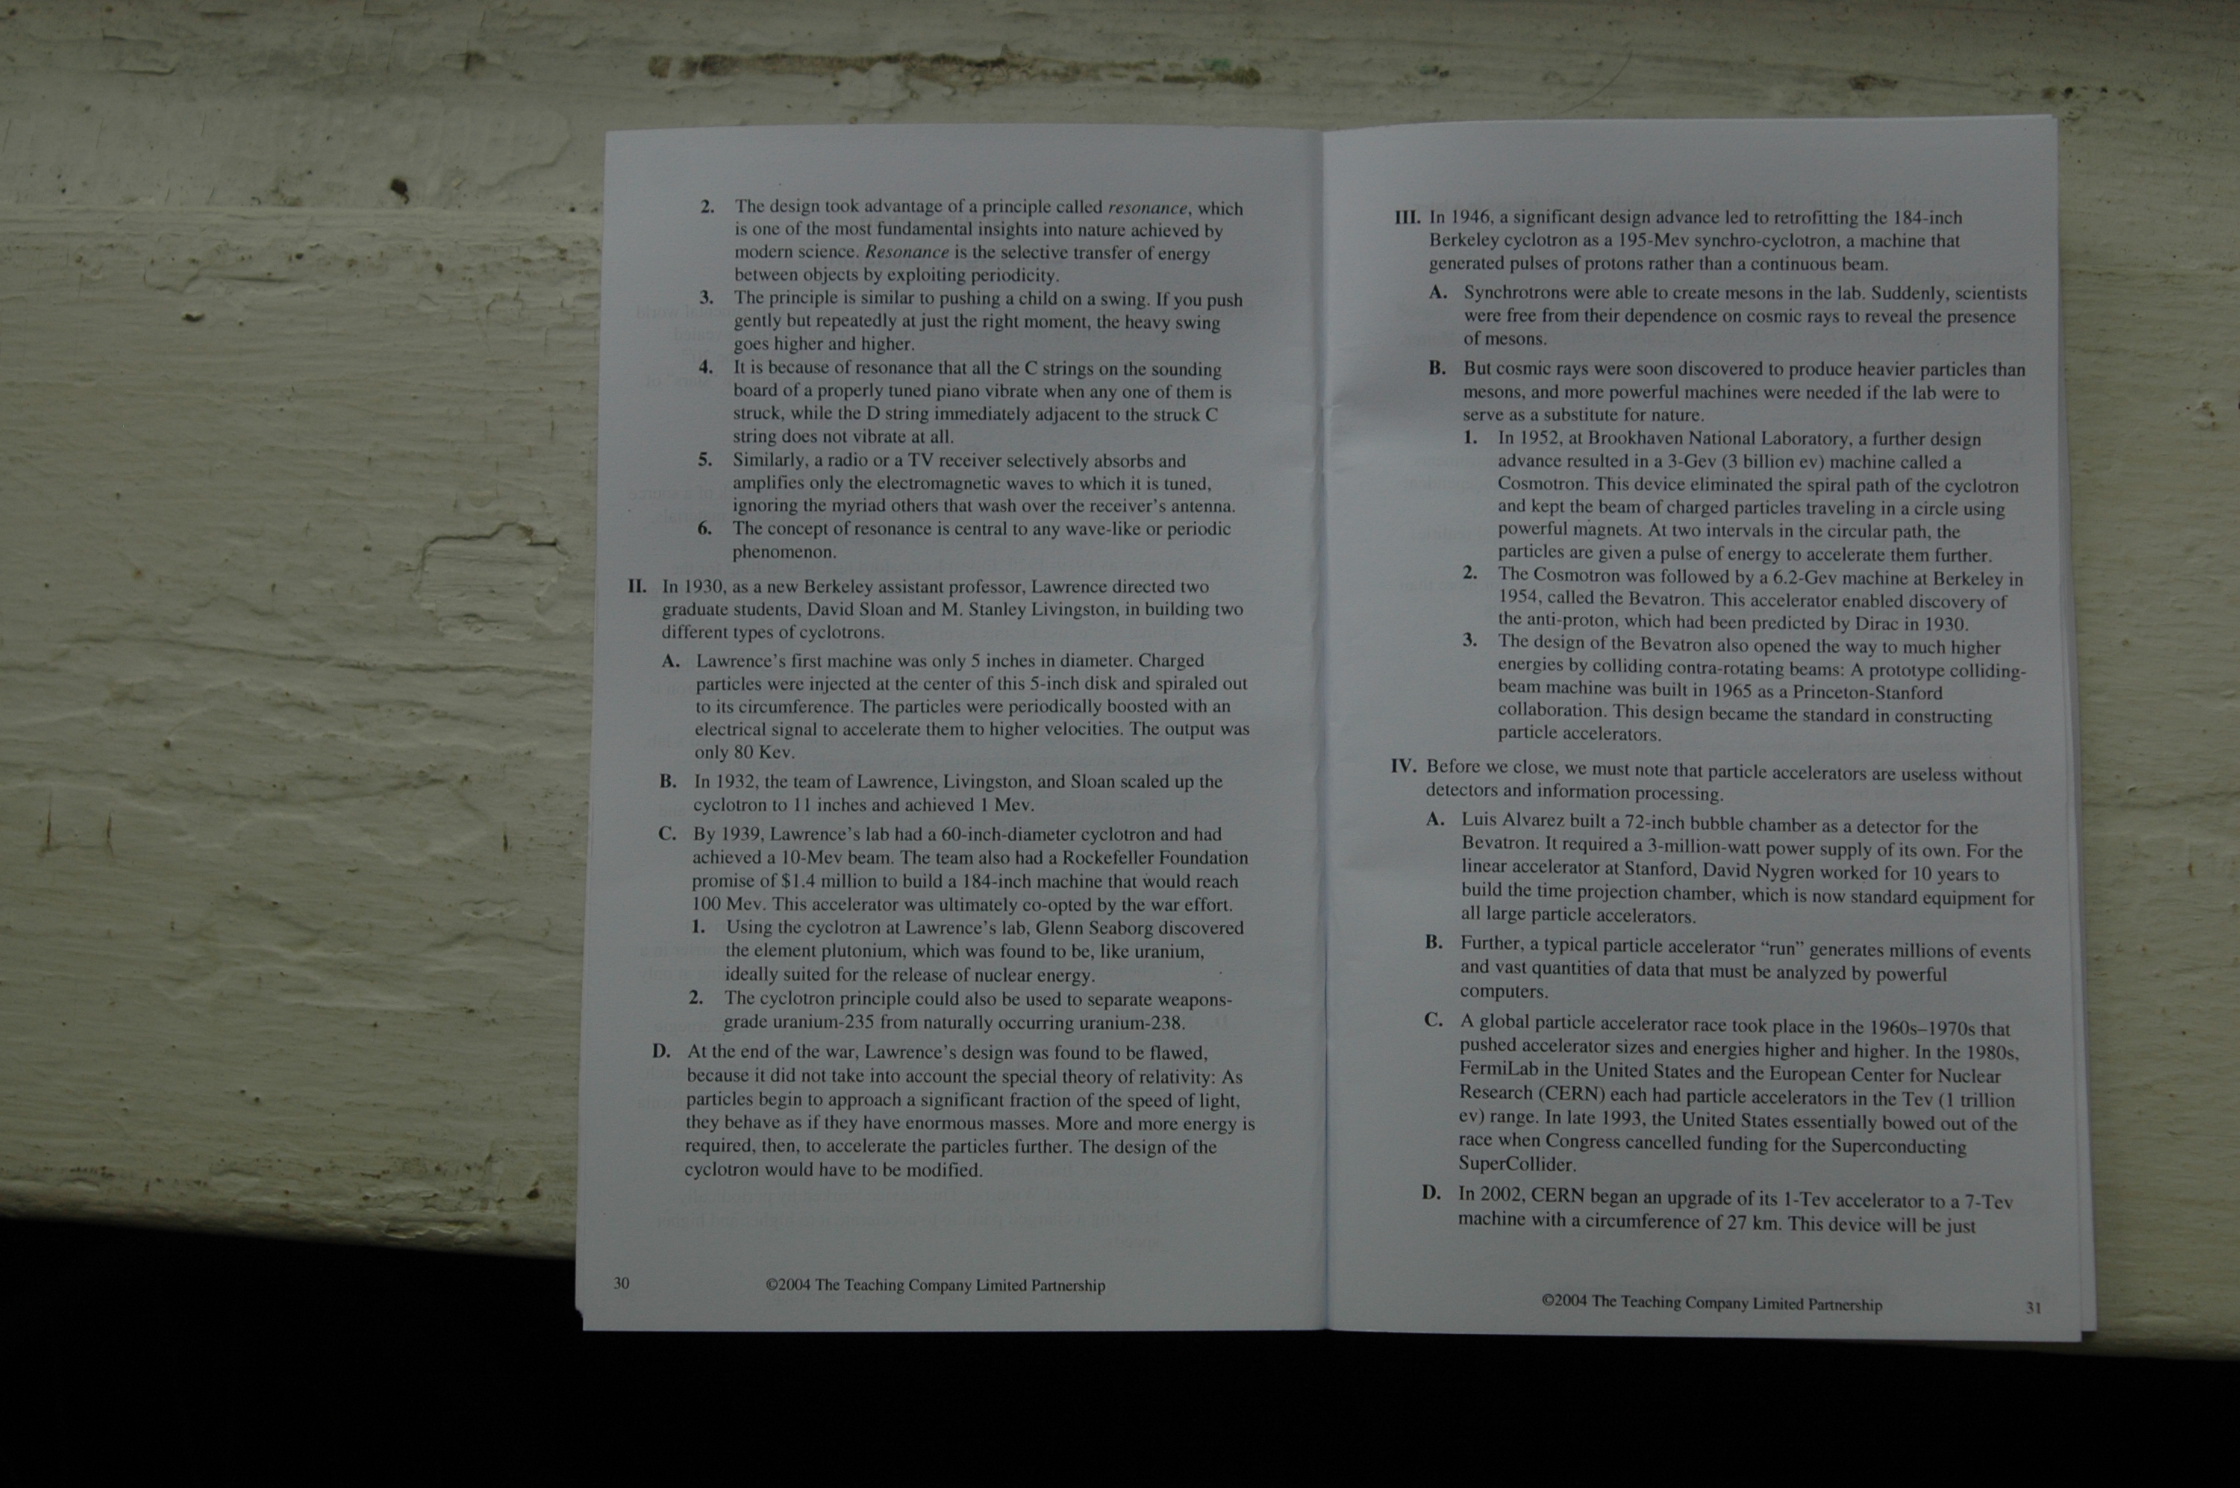 2. The design took advantage of a principle called resonance, which
is one of the most fundamental insights into nature achieved by
modern science. Resonance is the selective transfer of energy
between objects by exploiting periodicity.
3. The principle is similar to pushing a child on a swing. If you push
gently but repeatedly at just the right moment, the heavy swing
goes higher and higher.
4. It is because of resonance that all the C strings on the sounding
board of a properly tuned piano vibrate when any one of them is
struck, while the D string immediately adjacent to the struck C
string does not vibrate at all.
5. Similarly, a radio or a TV receiver selectively absorbs and
amplifies only the electromagnetic waves to which it is tuned,
ignoring the myriad others that wash over the receiver's antenna.
6. The concept of resonance is central to any wave-like or periodic
phenomenon.
II. In 1930, as a new Berkeley assistant professor, Lawrence directed two
graduate students, David Sloan and M. Stanley Livingston, in building two
different types of cyclotrons.
A. Lawrence's first machine was only 5 inches in diameter. Charged
particles were injected at the center of this 5-inch disk and spiraled out
to its circumference. The particles were periodically boosted with an
electrical signal to accelerate them to higher velocities. The output was
only 80 Kev.
B. In 1932, the team of Lawrence, Livingston, and Sloan scaled up the
cyclotron to 11 inches and achieved 1 Mev.
C. By 1939, Lawrence's lab had a 60-inch-diameter cyclotron and had
achieved a 10-Mev beam. The team also had a Rockefeller Foundation
promise of $1.4 million to build a 184-inch machine that would reach
100 Mev. This accelerator was ultimately co-opted by the war effort.
1. Using the cyclotron at Lawrence's lab, Glenn Seaborg discovered
the element plutonium, which was found to be, like uranium,
ideally suited for the release of nuclear energy.
2. The cyclotron principle could also be used to separate weapons-
grade uranium-235 from naturally occurring uranium-238.
D. At the end of the war, Lawrence's design was found to be flawed,
because it did not take into account the special theory of relativity: As
particles begin to approach a significant fraction of the speed of light,
they behave as if they have enormous masses. More and more energy is
required, then, to accelerate the particles further. The design of the
cyclotron would have to be modified.
30 ©2004 The Teaching Company Limited Partnership
III. In 1946, a significant design advance led to retrofitting the 184-inch
Berkeley cyclotron as a 195-Mev synchro-cyclotron, a machine that
generated pulses of protons rather than a continuous beam.
A. Synchrotrons were able to create mesons in the lab. Suddenly, scientists
were free from their dependence on cosmic rays to reveal the presence
of mesons.
B. But cosmic rays were soon discovered to produce heavier particles than
mesons, and more powerful machines were needed if the lab were to
serve as a substitute for nature.
1. In 1952, at Brookhaven National Laboratory, a further design
advance resulted in a 3-Gev (3 billion ev) machine called a
Cosmotron. This device eliminated the spiral path of the cyclotron
and kept the beam of charged particles traveling in a circle using
powerful magnets. At two intervals in the circular path, the
particles are given a pulse of energy to accelerate them further.
2. The Cosmotron was followed by a 6.2-Gev machine at Berkeley in
1954, called the Bevatron. This accelerator enabled discovery of
the anti-proton, which had been predicted by Dirac in 1930.
3. The design of the Bevatron also opened the way to much higher
energies by colliding contra-rotating beams: A prototype colliding-
beam machine was built in 1965 as a Princeton-Stanford
collaboration. This design became the standard in constructing
particle accelerators.
IV. Before we close, we must note that particle accelerators are useless without
detectors and information processing.
A. Luis Alvarez built a 72-inch bubble chamber as a detector for the
Bevatron. It required a 3-million-watt power supply of its own. For the
linear accelerator at Stanford, David Nygren worked for 10 years to
build the time projection chamber, which is now standard equipment for
all large particle accelerators.
B. Further, a typical particle accelerator “run” generates millions of events
and vast quantities of data that must be analyzed by powerful
computers.
C. A global particle accelerator race took place in the 1960s–1970s that
pushed accelerator sizes and energies higher and higher. In the 1980s,
FermiLab in the United States and the European Center for Nuclear
Research (CERN) each had particle accelerators in the Tev (1 trillion
ev) range. In late 1993, the United States essentially bowed out of the
race when Congress cancelled funding for the Superconducting
SuperCollider.
D. In 2002, CERN began an upgrade of its 1-Tev accelerator to a 7-Tev
machine with a circumference of 27 km. This device will be just
©2004 The Teaching Company Limited Partnership 31